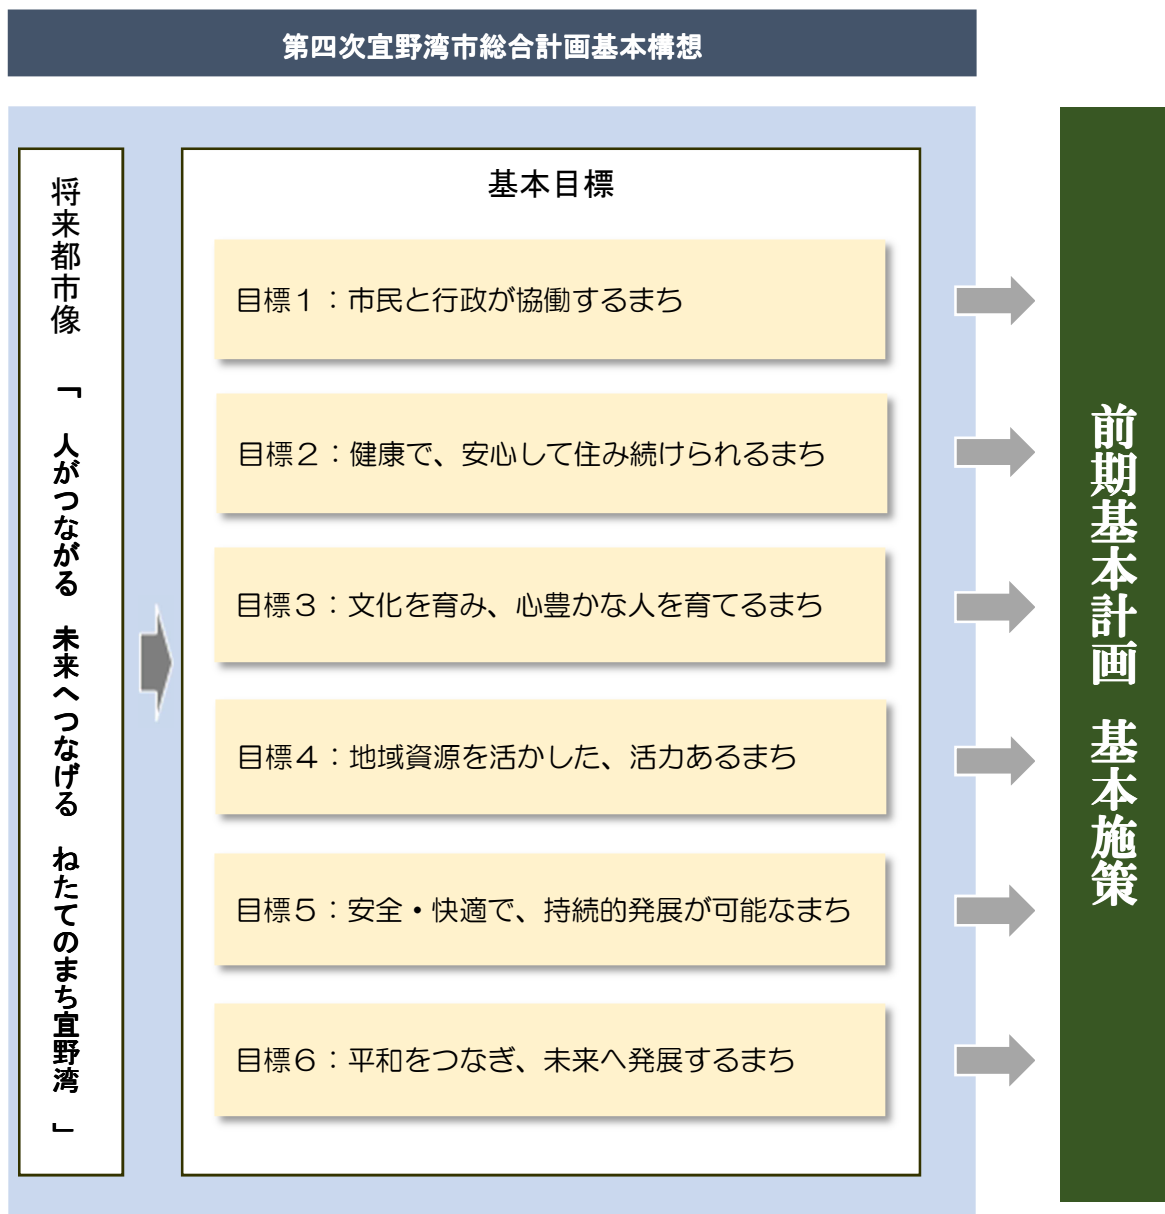 第四次宜野湾市総合計画基本構想
将来都市像 「 人がつながる 未来へつなげる ねたてのまち宜野湾 」
基本目標
目標１：市民と行政が協働するまち
目標２：健康で、安心して住み続けられるまち
目標３：文化を育み、心豊かな人を育てるまち
目標４：地域資源を活かした、活力あるまち
目標５：安全・快適で、持続的発展が可能なまち
目標６：平和をつなぎ、未来へ発展するまち
前期基本計画 基本施策